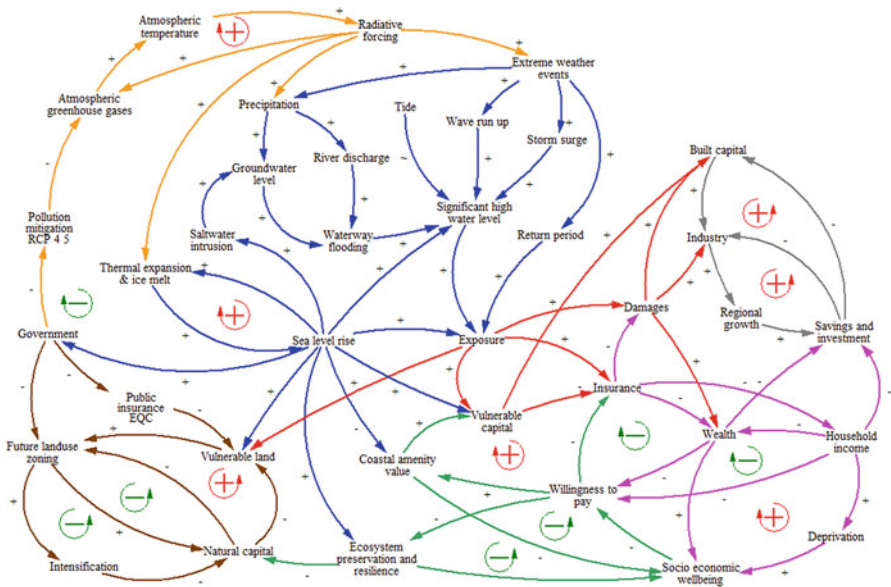 Atmospheric
temperature
Radiative
forcing
Extreme weather
events
Atmospheric
greenhouse gases
Precipitation
Tide
Wave run up
Storm surge
Built capital
River discharge
Groundwater
level
Significant high
water level
Pollution
mitigation
RCP 4 5
Saltwater
intrusion
Waterway
flooding
Return period
Industry
Thermal expansion
& ice melt
Damages
Regional
growth
Savings and
investment
Government
Sea level rise
Exposure
Public
insurance
EQC
Insurance
Vulnerable
capital
Future landuse
zoning
Vulnerable land
Coastal amenity
value
Wealth
Household
income
Willingness to
pay
Deprivation
Intensification
Natural capital
Ecosystem
preservation and
resilience
Socio economic
wellbeing